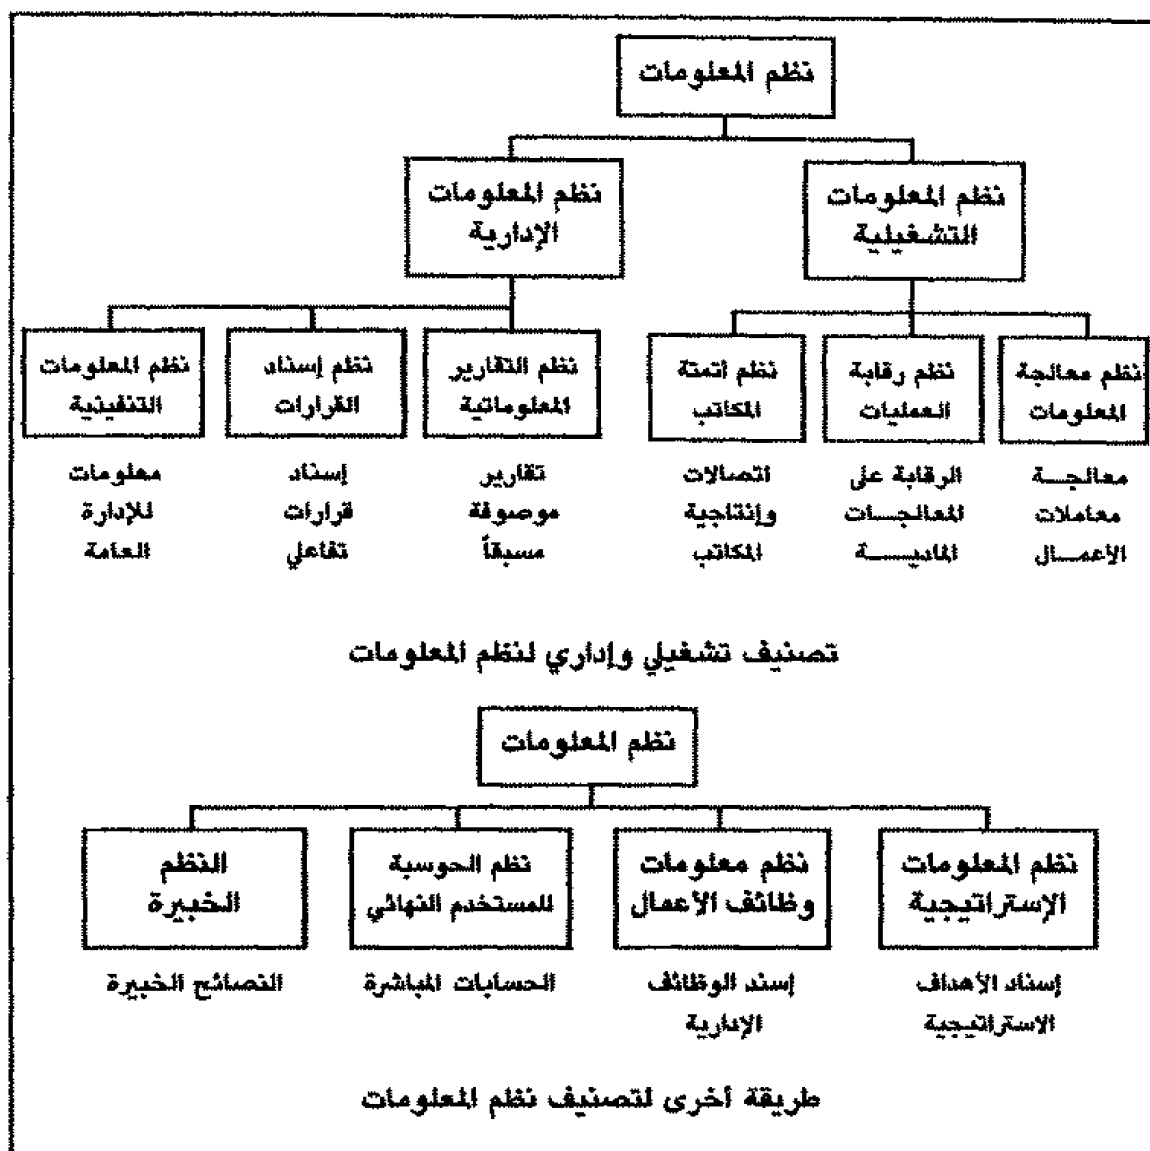 نظم المعلومات
نظم المعلومات
التشغيلية
نظم المعلومات
الإدارية
نظم معالجة
المعلومات
نظم رقابة
العمليات
نظم اتمتة
المكاتب
نظم التقارير
المعلوماتية
نظم إسناد
القرارات
نظم المعلومات
التنفيذية
معالجـــة
معاملات
الاعمـــال
الرقابة على
المعالجـــات
الماديـــــة
اتصالات
وإنتاجية
المكاتب
تقارير
موصوفة
مسبقاً
إسناد
قرارات
تفاعلي
معلومات
للإدارة
العامة
تصنيف تشغيلي وإداري لنظم المعلومات
نظم المعلومات
نظم المعلومات
الإستراتيجية
نظم معلومات
وظائف الأعمال
نظم الحوسبة
للمستخدم النهائي
النظم
الخبيرة
إسناد الأهداف
الاستراتيجية
إسند الوظائف
الإدارية
الحسابات المباشرة
النصائح الخبيرة
طريقة أخرى لتصنيف نظم المعلومات